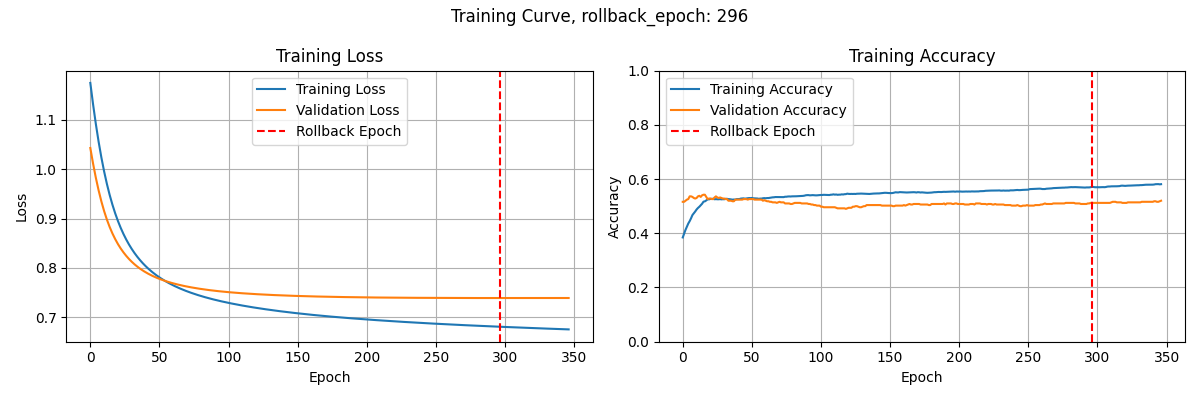 Training Curve, rollback_epoch: 296
Training Loss
Training Loss
Validation Loss
Rollback Epoch
Loss
1.1
1.0
0.9
0.8
0.7
0 50 100 150 200 250 300 350
Epoch
Training Accuracy
Training Accuracy
Validation Accuracy
Rollback Epoch
Accuracy
1.0
0.8
0.6
0.4
0.2
0.0
0 50 100 150 200 250 300 350
Epoch